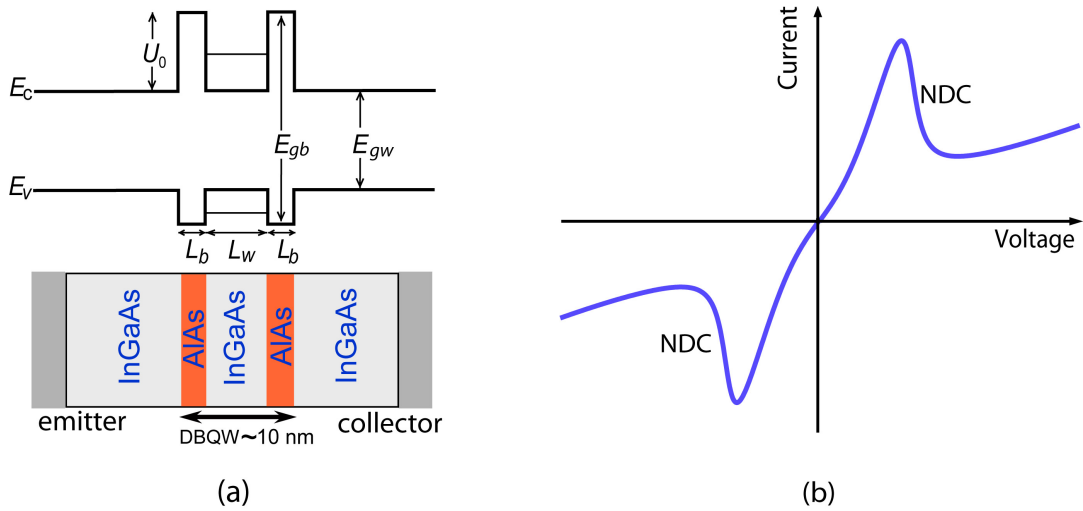 U0
EC
Egb
Egw
EV
Lb Lw Lb
InGaAs AlAs InGaAs AlAs InGaAs
emitter collector
DBQW~10 nm
(a)
Current
NDC
Voltage
NDC
(b)